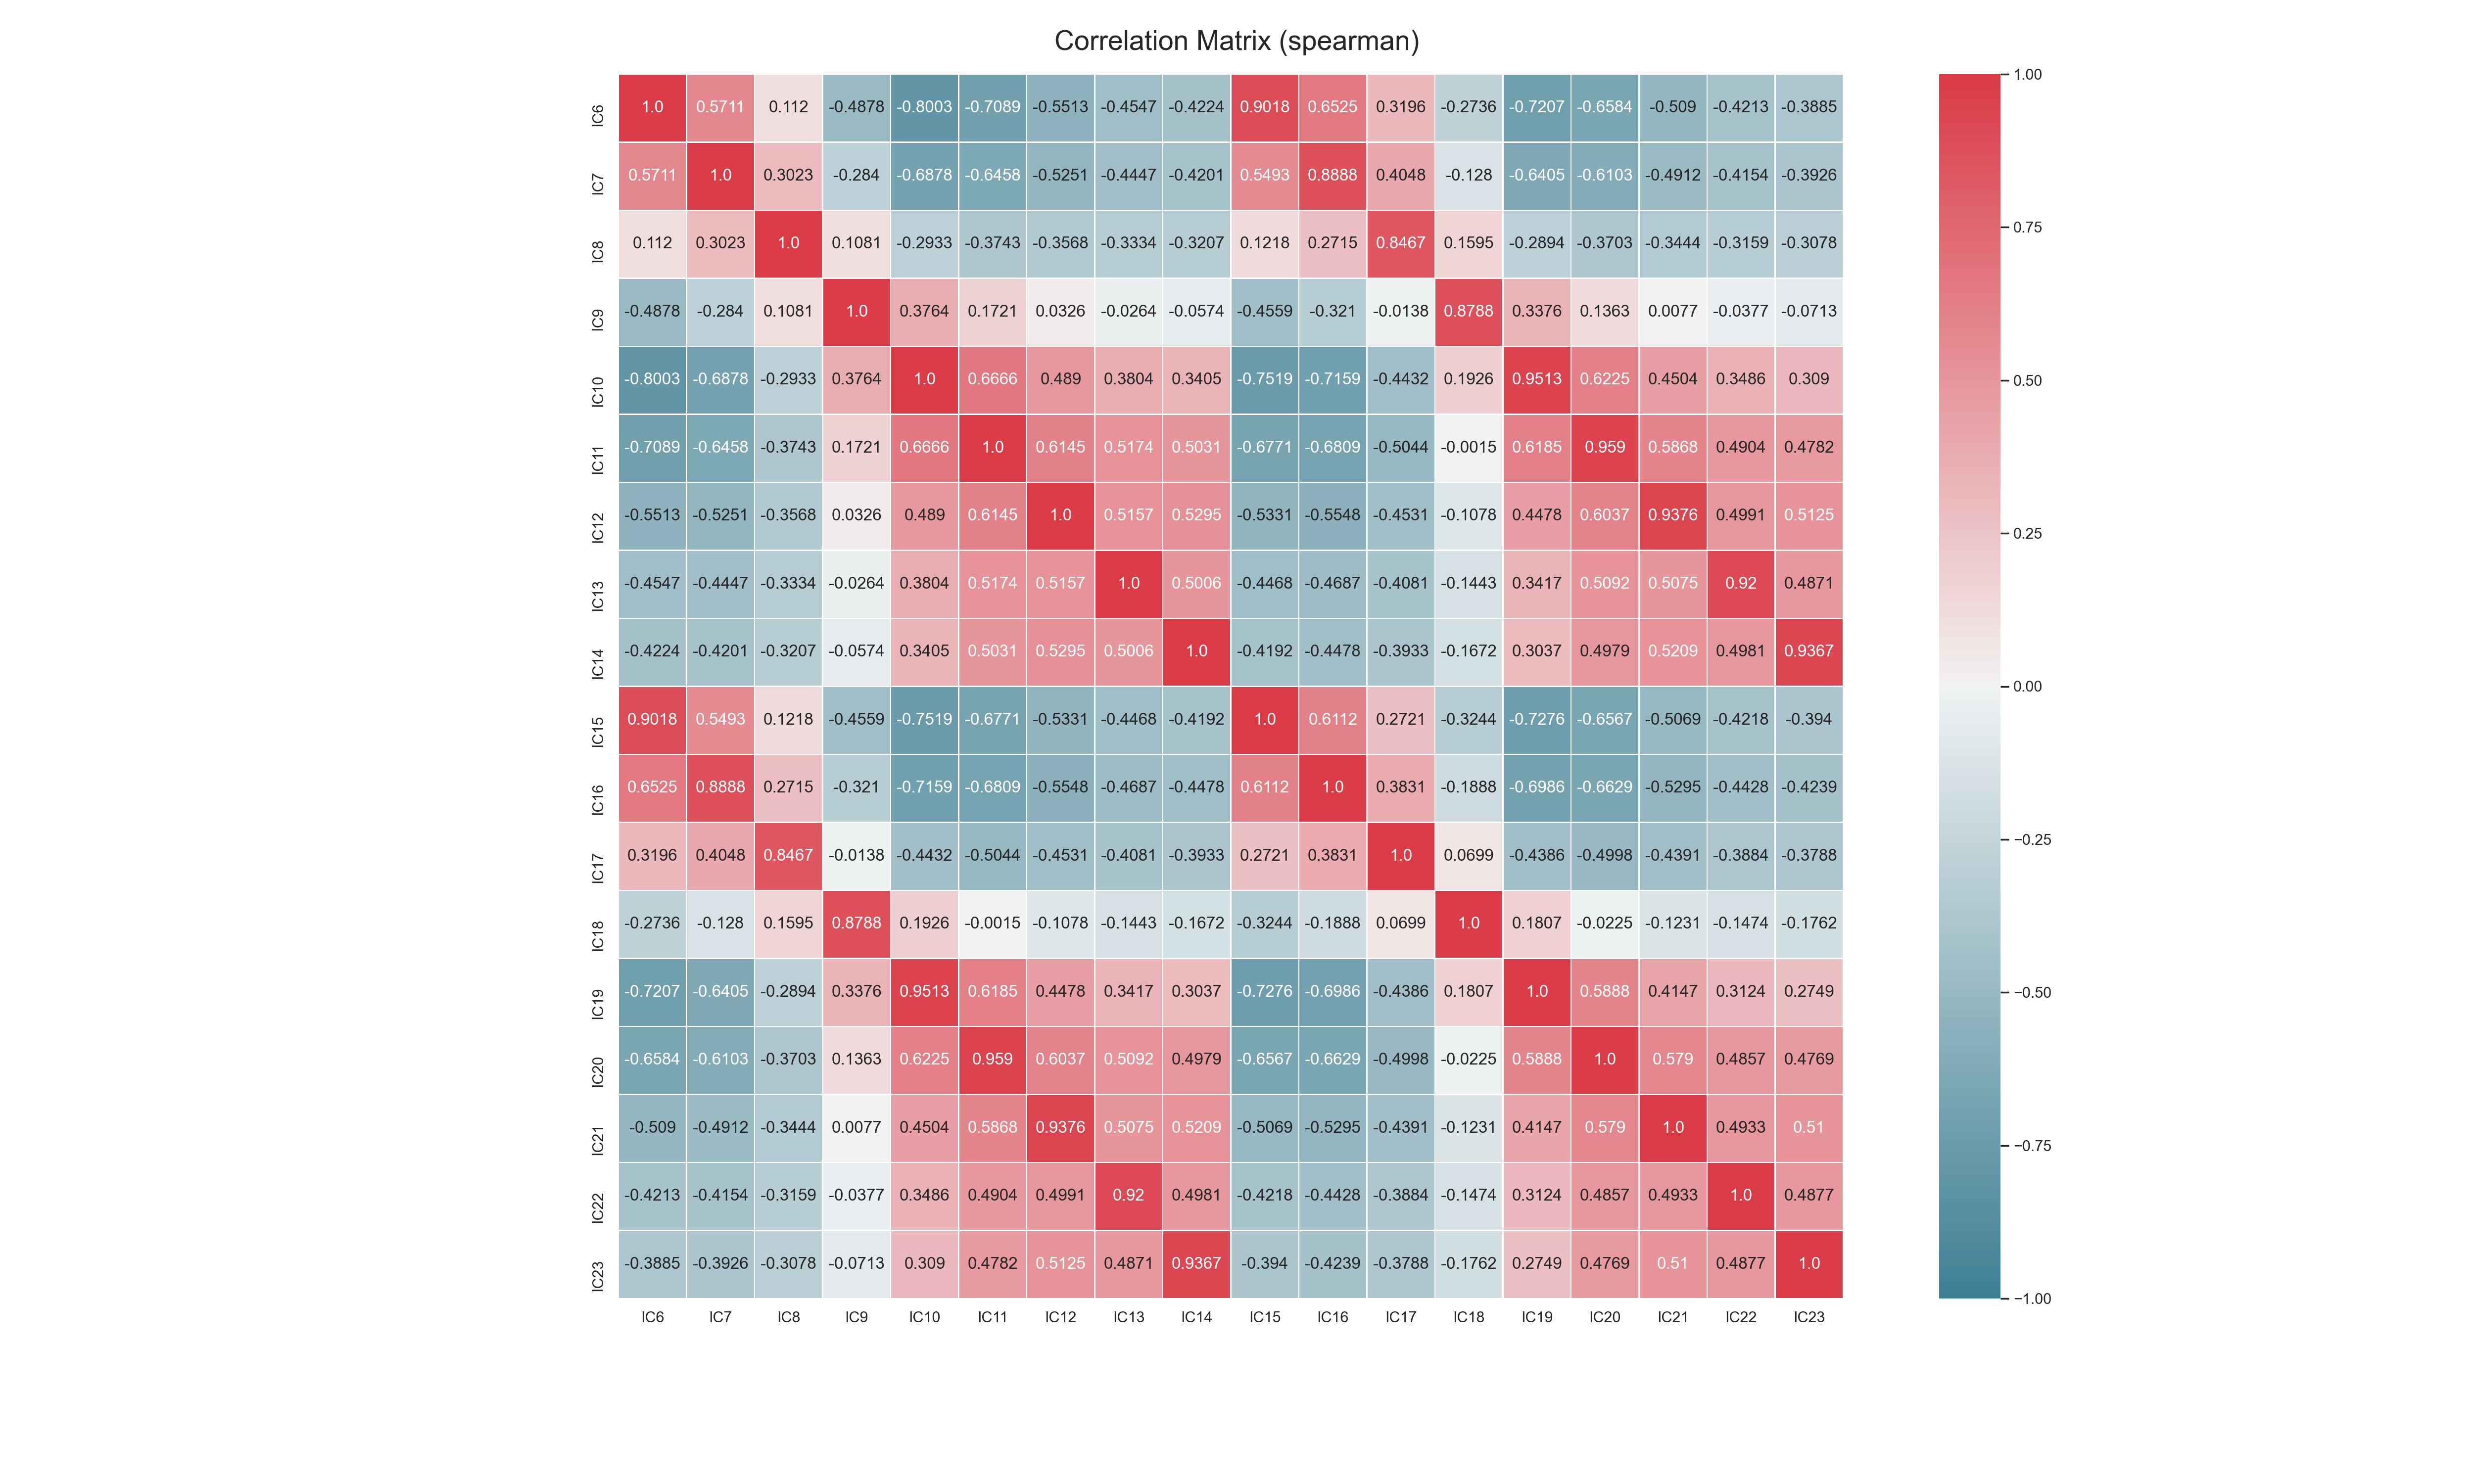 Correlation Matrix (spearman)
IC6 1.0 0.5711 0.112 -0.4878 -0.8003 -0.7089 -0.5513 -0.4547 -0.4224 0.9018 0.6525 0.3196 -0.2736 -0.7207 -0.6584 -0.509 -0.4213 -0.3885
IC7 0.5711 1.0 0.3023 -0.284 -0.6878 -0.6458 -0.5251 -0.4447 -0.4201 0.5493 0.8888 0.4048 -0.128 -0.6405 -0.6103 -0.4912 -0.4154 -0.3926
IC8 0.112 0.3023 1.0 0.1081 -0.2933 -0.3743 -0.3568 -0.3334 -0.3207 0.1218 0.2715 0.8467 0.1595 -0.2894 -0.3703 -0.3444 -0.3159 -0.3078
IC9 -0.4878 -0.284 0.1081 1.0 0.3764 0.1721 0.0326 -0.0264 -0.0574 -0.4559 -0.321 -0.0138 0.8788 0.3376 0.1363 0.0077 -0.0377 -0.0713
IC10 -0.8003 -0.6878 -0.2933 0.3764 1.0 0.6666 0.489 0.3804 0.3405 -0.7519 -0.7159 -0.4432 0.1926 0.9513 0.6225 0.4504 0.3486 0.309
IC11 -0.7089 -0.6458 -0.3743 0.1721 0.6666 1.0 0.6145 0.5174 0.5031 -0.6771 -0.6809 -0.5044 -0.0015 0.6185 0.959 0.5868 0.4904 0.4782
IC12 -0.5513 -0.5251 -0.3568 0.0326 0.489 0.6145 1.0 0.5157 0.5295 -0.5331 -0.5548 -0.4531 -0.1078 0.4478 0.6037 0.9376 0.4991 0.5125
IC13 -0.4547 -0.4447 -0.3334 -0.0264 0.3804 0.5174 0.5157 1.0 0.5006 -0.4468 -0.4687 -0.4081 -0.1443 0.3417 0.5092 0.5075 0.92 0.4871
IC14 -0.4224 -0.4201 -0.3207 -0.0574 0.3405 0.5031 0.5295 0.5006 1.0 -0.4192 -0.4478 -0.3933 -0.1672 0.3037 0.4979 0.5209 0.4981 0.9367
IC15 0.9018 0.5493 0.1218 -0.4559 -0.7519 -0.6771 -0.5331 -0.4468 -0.4192 1.0 0.6112 0.2721 -0.3244 -0.7276 -0.6567 -0.5069 -0.4218 -0.394
IC16 0.6525 0.8888 0.2715 -0.321 -0.7159 -0.6809 -0.5548 -0.4687 -0.4478 0.6112 1.0 0.3831 -0.1888 -0.6986 -0.6629 -0.5295 -0.4428 -0.4239
IC17 0.3196 0.4048 0.8467 -0.0138 -0.4432 -0.5044 -0.4531 -0.4081 -0.3933 0.2721 0.3831 1.0 0.0699 -0.4386 -0.4998 -0.4391 -0.3884 -0.3788
IC18 -0.2736 -0.128 0.1595 0.8788 0.1926 -0.0015 -0.1078 -0.1443 -0.1672 -0.3244 -0.1888 0.0699 1.0 0.1807 -0.0225 -0.1231 -0.1474 -0.1762
IC19 -0.7207 -0.6405 -0.2894 0.3376 0.9513 0.6185 0.4478 0.3417 0.3037 -0.7276 -0.6986 -0.4386 0.1807 1.0 0.5888 0.4147 0.3124 0.2749
IC20 -0.6584 -0.6103 -0.3703 0.1363 0.6225 0.959 0.6037 0.5092 0.4979 -0.6567 -0.6629 -0.4998 -0.0225 0.5888 1.0 0.579 0.4857 0.4769
IC21 -0.509 -0.4912 -0.3444 0.0077 0.4504 0.5868 0.9376 0.5075 0.5209 -0.5069 -0.5295 -0.4391 -0.1231 0.4147 0.579 1.0 0.4933 0.51
IC22 -0.4213 -0.4154 -0.3159 -0.0377 0.3486 0.4904 0.4991 0.92 0.4981 -0.4218 -0.4428 -0.3884 -0.1474 0.3124 0.4857 0.4933 1.0 0.4877
IC23 -0.3885 -0.3926 -0.3078 -0.0713 0.309 0.4782 0.5125 0.4871 0.9367 -0.394 -0.4239 -0.3788 -0.1762 0.2749 0.4769 0.51 0.4877 1.0
IC6 IC7 IC8 IC9 IC10 IC11 IC12 IC13 IC14 IC15 IC16 IC17 IC18 IC19 IC20 IC21 IC22 IC23
1.00
0.75
0.50
0.25
0.00
−0.25
−0.50
−0.75
−1.00